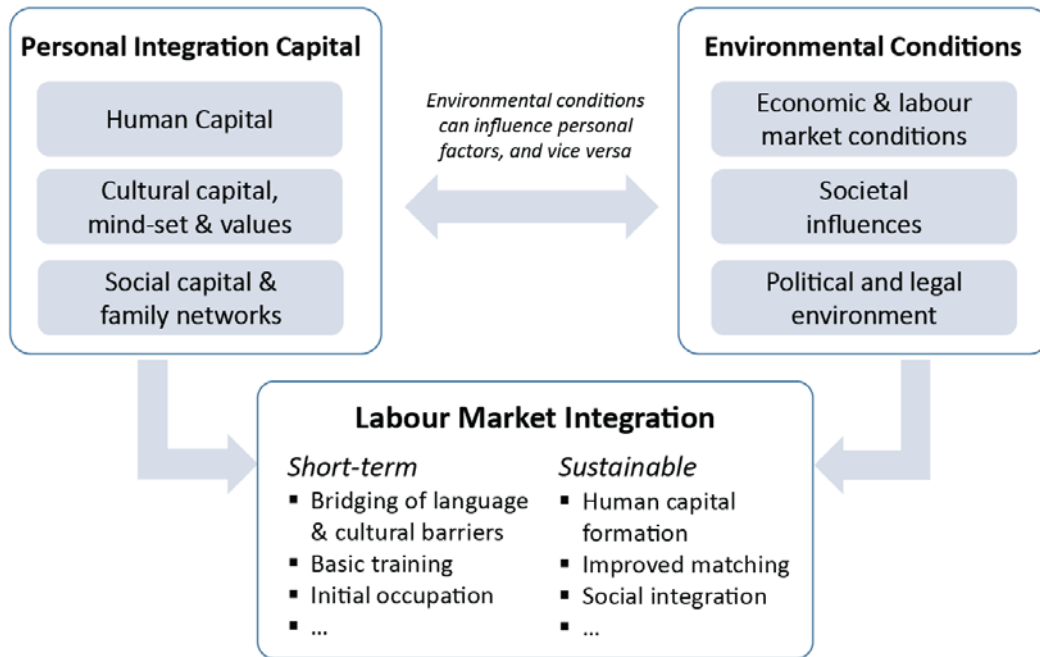 Personal Integration Capital
Human Capital
Cultural capital,
mind-set & values
Social capital &
family networks
Environmental conditions
can influence personal
factors, and vice versa
Environmental Conditions
Economic & labour
market conditions
Societal
influences
Political and legal
environment
Labour Market Integration
Short-term
▪ Bridging of language
& cultural barriers
▪ Basic training
▪ Initial occupation
▪ ...
Sustainable
▪ Human capital
formation
▪ Improved matching
▪ Social integration
▪ ...